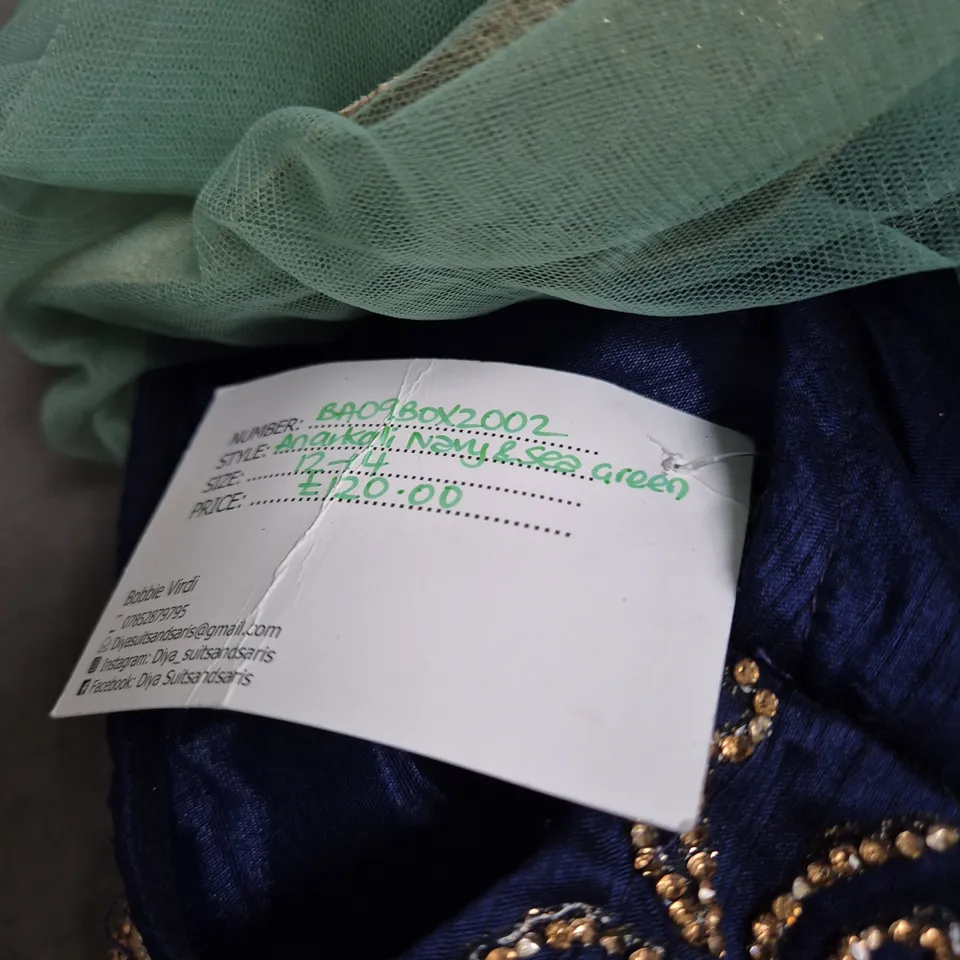 NUMBER: BA09BOX2002
STYLE: Anarkali Navy & sea Green
SIZE: 12-14
PRICE: £120.00
Bobbie Virdi
07852879795
Diyasuitsandsaris@gmail.com
Instagram: Diya_suitsandsaris
Facebook: Diya Suitsandsaris